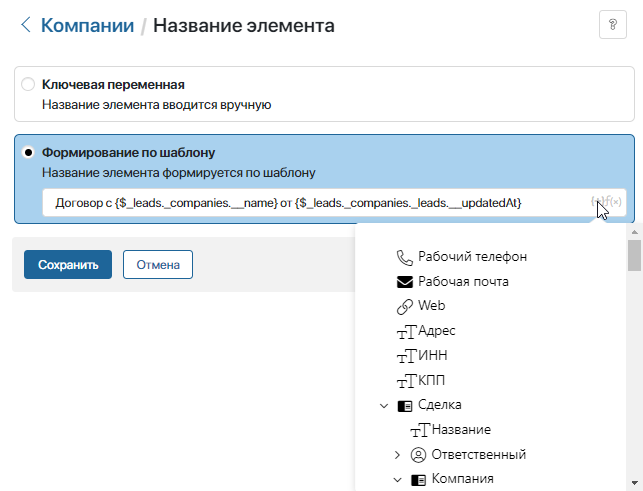 Компании / Название элемента
?
Ключевая переменная
Название элемента вводится вручную
Формирование по шаблону
Название элемента формируется по шаблону
Договор с {$_leads._companies.__name} от {$_leads._companies._leads.__updatedAt}
Сохранить
Отмена
Рабочий телефон
Рабочая почта
Web
Адрес
ИНН
КПП
Сделка
Название
Ответственный
Компания